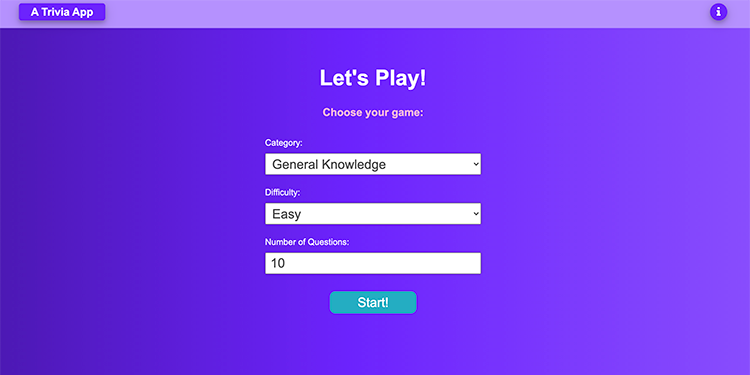 A Trivia App
i
Let's Play!
Choose your game:
Category:
General Knowledge
Difficulty:
Easy
Number of Questions:
10
Start!